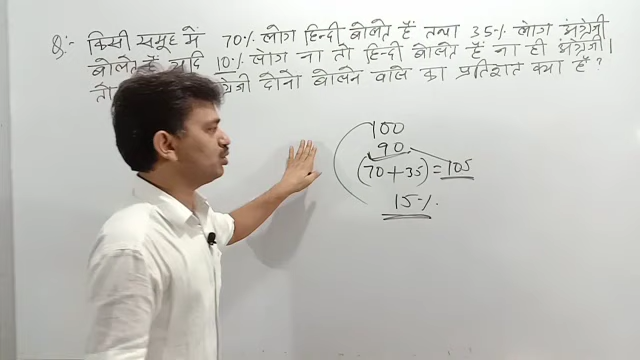 Q:- किसी समूह में 70% लोग हिन्दी बोलते हैं तथा 35% लोग अंग्रेजी
बोलते हैं यदि 10% लोग ना तो हिन्दी बोलते हैं ना ही अंग्रेजी।
तो दोनो बोलने वाले का प्रतिशत क्या है?
100
90
(70+35) = 105
15%.